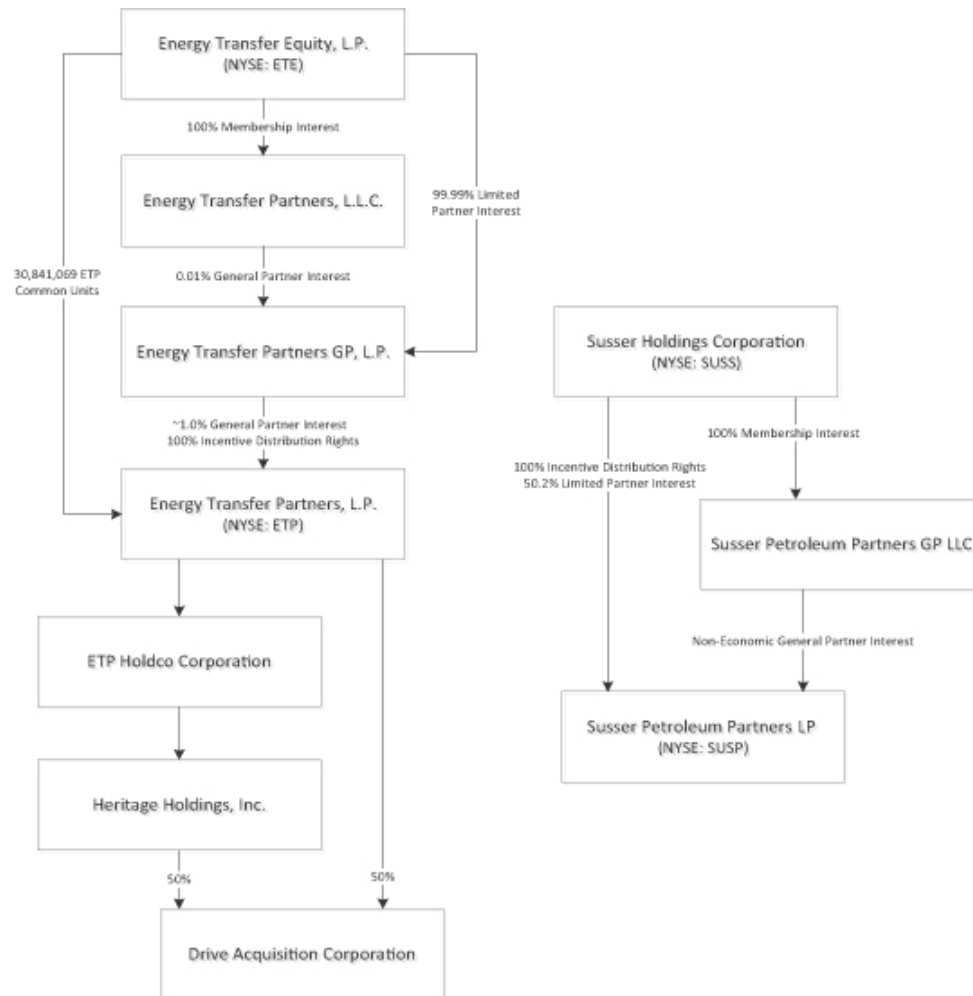 Energy Transfer Equity, L.P.
(NYSE: ETE)
100% Membership Interest
Energy Transfer Partners, L.L.C.
99.99% Limited
Partner Interest
30,841,069 ETP
Common Units
0.01% General Partner Interest
Energy Transfer Partners GP, L.P.
~1.0% General Partner Interest
100% Incentive Distribution Rights
Energy Transfer Partners, L.P.
(NYSE: ETP)
ETP Holdco Corporation
Heritage Holdings, Inc.
50%
50%
Drive Acquisition Corporation
Susser Holdings Corporation
(NYSE: SUSS)
100% Membership Interest
100% Incentive Distribution Rights
50.2% Limited Partner Interest
Susser Petroleum Partners GP LLC
Non-Economic General Partner Interest
Susser Petroleum Partners LP
(NYSE: SUSP)